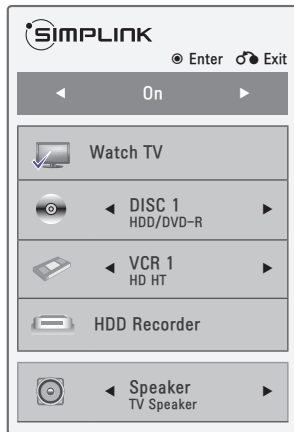 SIMPLINK
Enter Exit
On
Watch TV
DISC 1
HDD/DVD-R
VCR 1
HD HT
HDD Recorder
Speaker
TV Speaker